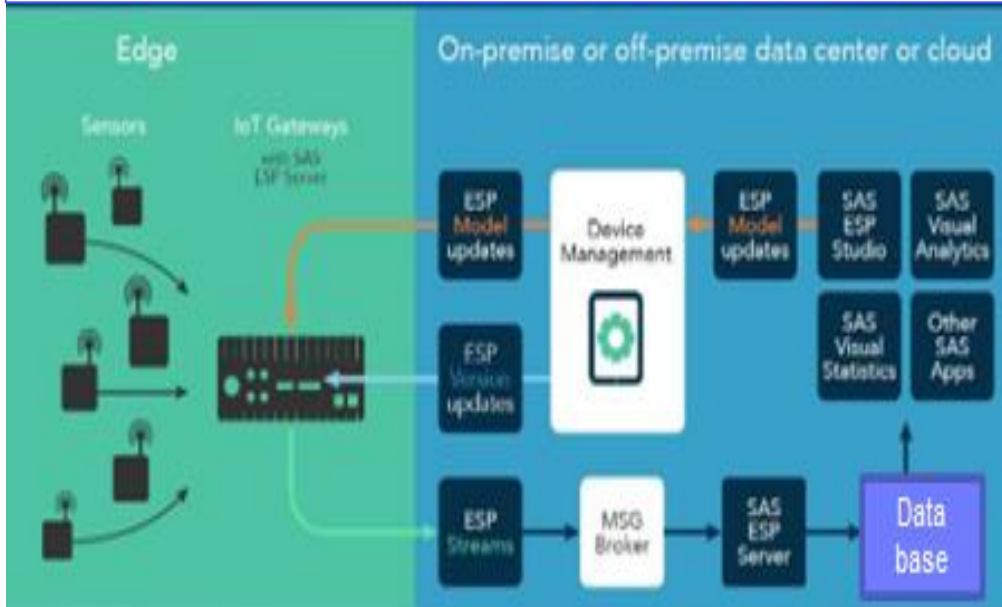 Edge
On-premise or off-premise data center or cloud
Sensors
IoT Gateways
with SAS
ESP Server
ESP
Model
updates
Device
Management
ESP
Model
updates
SAS
ESP
Studio
SAS
Visual
Analytics
ESP
Version
updates
SAS
Visual
Statistics
Other
SAS
Apps
ESP
Streams
MSG
Broker
SAS
ESP
Server
Data
base